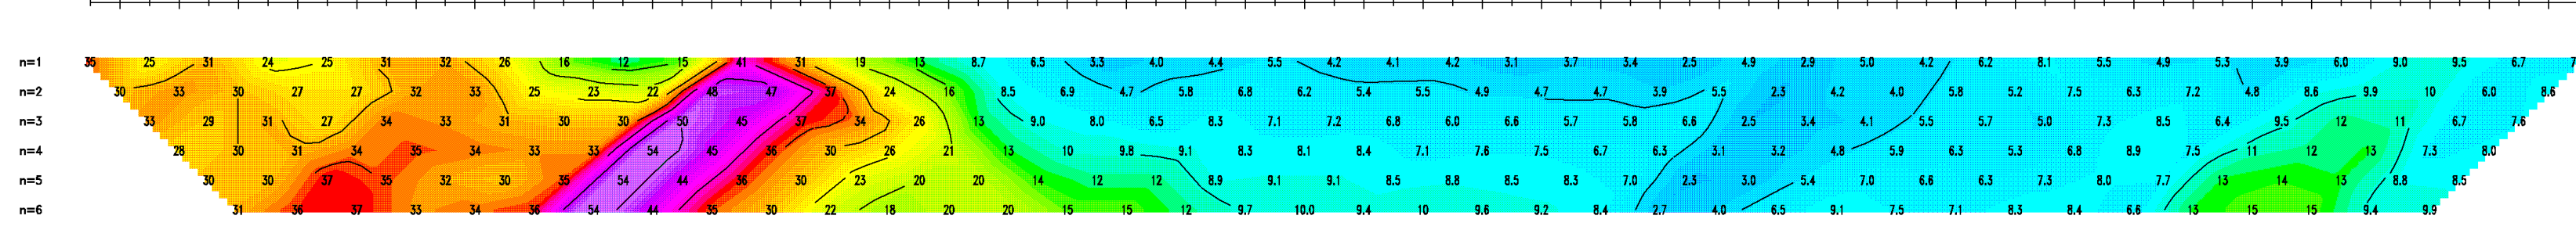 n=1 35 25 31 24 25 31 32 26 16 12 15 41 31 19 13 8.7 6.5 3.3 4.0 4.4 5.5 4.2 4.1 4.2 3.1 3.7 3.4 2.5 4.9 2.9 5.0 4.2 6.2 8.1 5.5 4.9 5.3 3.9 6.0 9.0 9.5 6.7
n=2 30 33 30 27 27 32 33 25 23 22 48 47 37 24 16 8.5 6.9 4.7 5.8 6.8 6.2 5.4 5.5 4.9 4.7 4.7 3.9 5.5 2.3 4.2 4.0 5.8 5.2 7.5 6.3 7.2 4.8 8.6 9.9 10 6.0 8.6
n=3 33 29 31 27 34 33 31 30 30 50 45 37 34 26 13 9.0 8.0 6.5 8.3 7.1 7.2 6.8 6.0 6.6 5.7 5.8 6.6 2.5 3.4 4.1 5.5 5.7 5.0 7.3 8.5 6.4 9.5 12 11 6.7 7.6
n=4 28 30 31 34 35 34 33 33 54 45 36 30 26 21 13 10 9.8 9.1 8.3 8.1 8.4 7.1 7.6 7.5 6.7 6.3 3.1 3.2 4.8 5.9 6.3 5.3 6.8 8.9 7.5 11 12 13 7.3 8.0
n=5 30 30 37 35 32 30 35 54 44 36 30 23 20 20 14 12 12 8.9 9.1 9.1 8.5 8.8 8.5 8.3 7.0 2.3 3.0 5.4 7.0 6.6 6.3 7.3 8.0 7.7 13 14 13 8.8 8.5
n=6 31 36 37 33 34 36 54 44 35 30 22 18 20 20 15 15 12 9.7 10.0 9.4 10 9.6 9.2 8.4 2.7 4.0 6.5 9.1 7.5 7.1 8.3 8.4 6.6 13 15 15 9.4 9.9